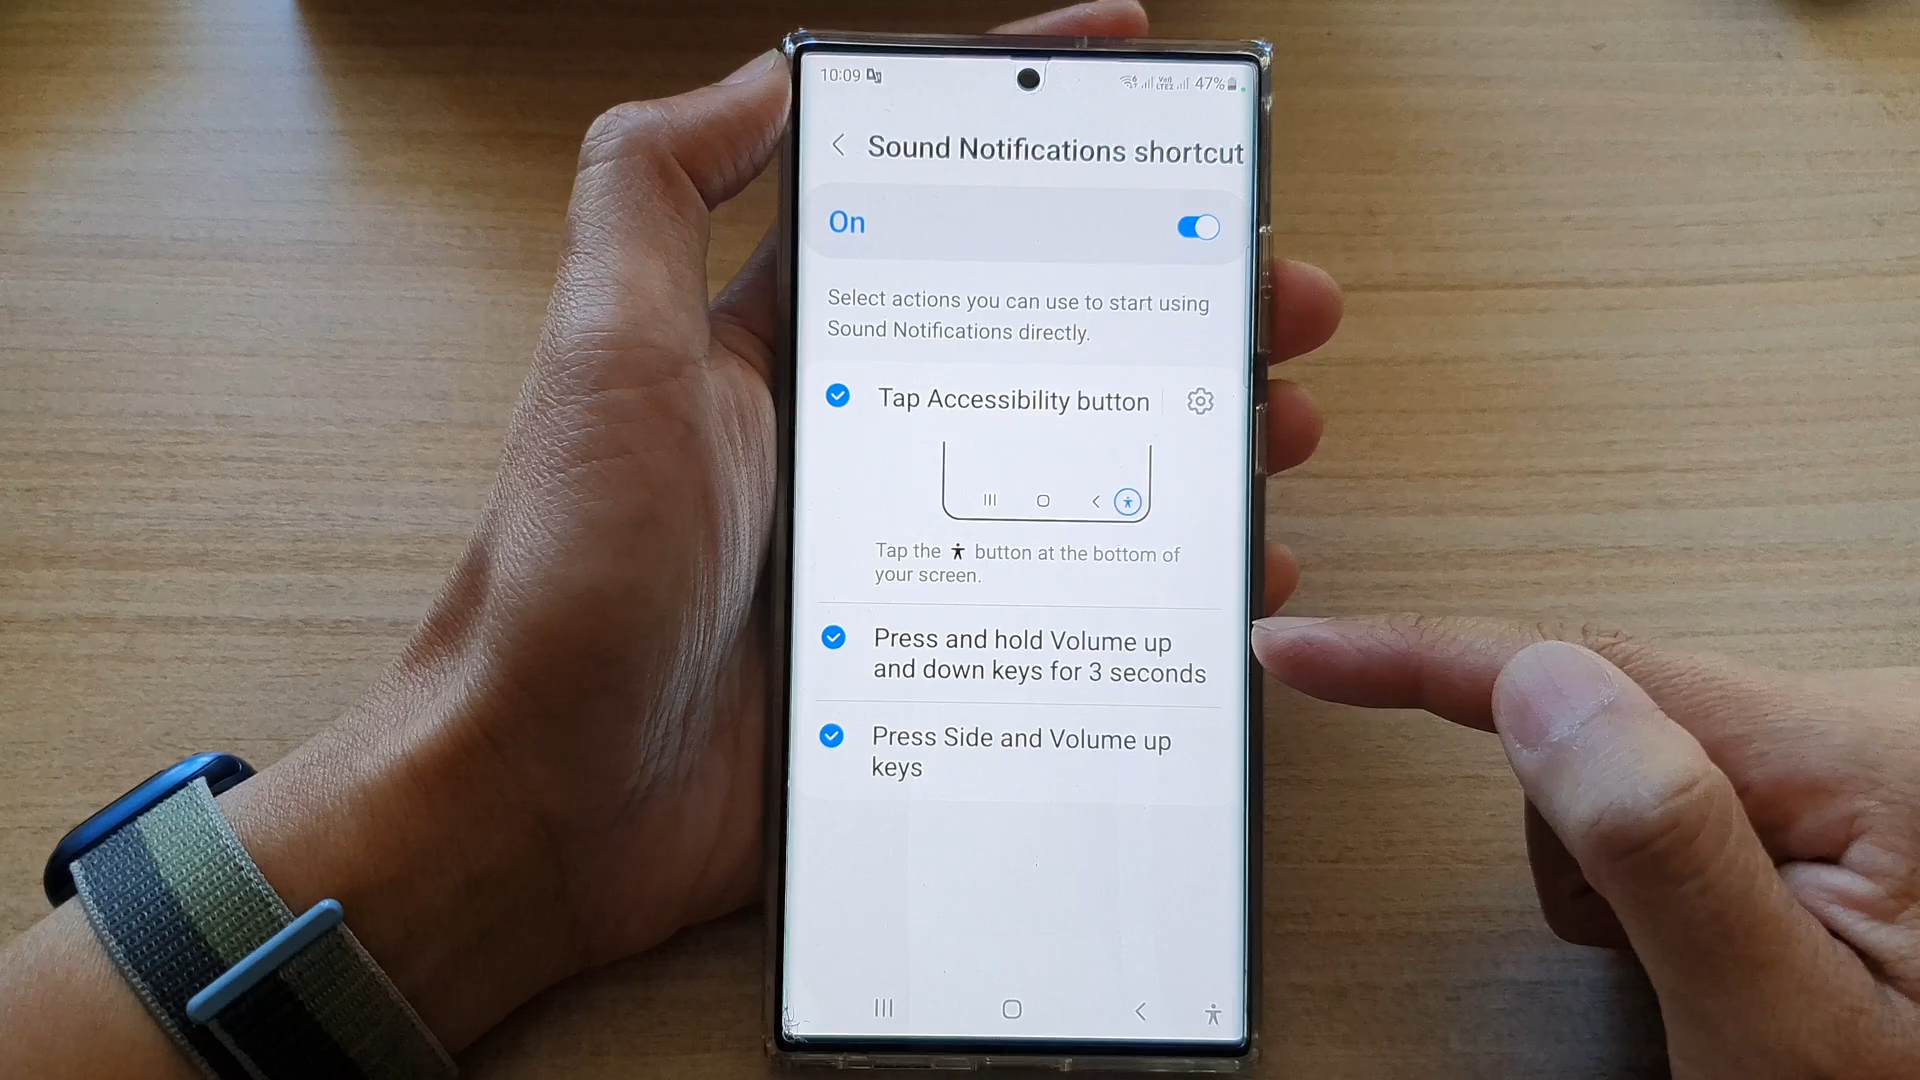 10:09
VoI)
LTE2
47%
Sound Notifications shortcut
On
Select actions you can use to start using
Sound Notifications directly.
Tap Accessibility button
Tap the button at the bottom of
your screen.
Press and hold Volume up
and down keys for 3 seconds
Press Side and Volume up
keys